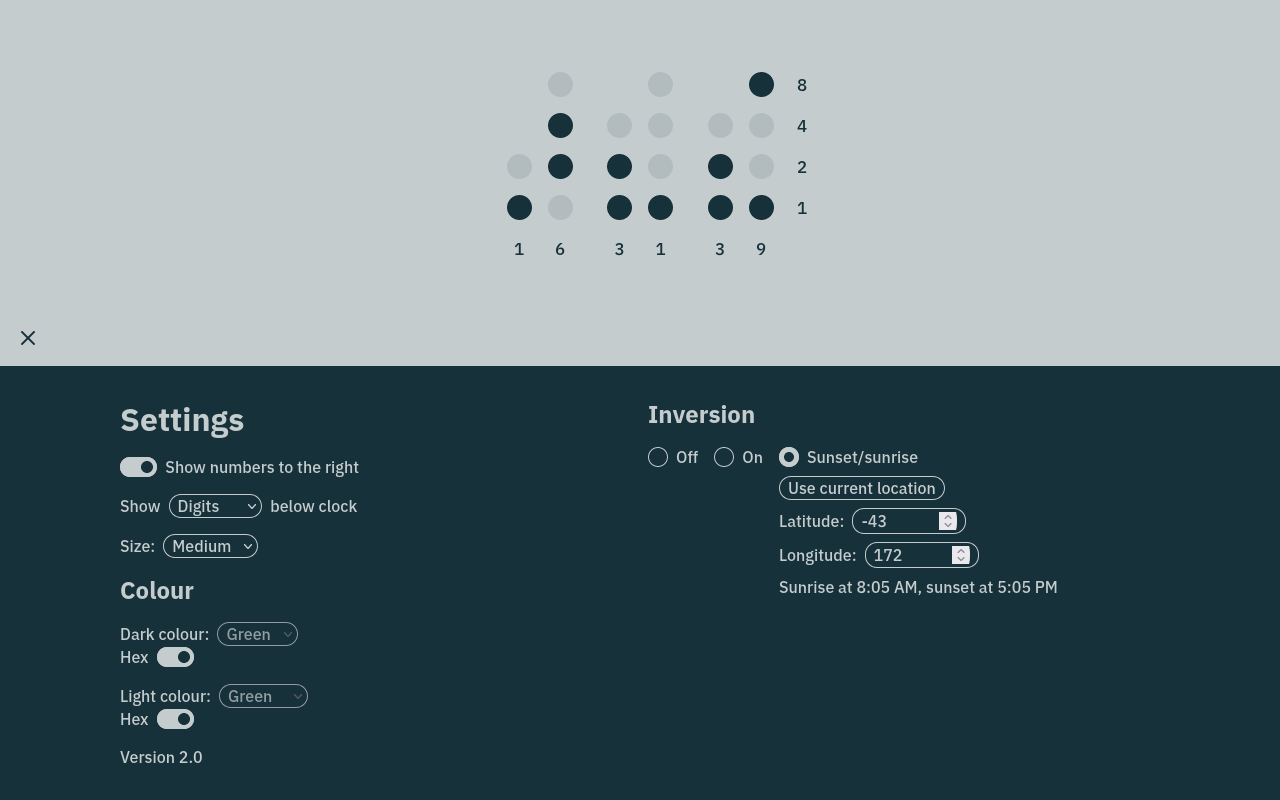 8
4
2
1
1 6 3 1 3 9
Settings
Show numbers to the right
Show Digits below clock
Size: Medium
Colour
Dark colour: Green
Hex
Light colour: Green
Hex
Version 2.0
Inversion
Off On Sunset/sunrise
Use current location
Latitude: -43
Longitude: 172
Sunrise at 8:05 AM, sunset at 5:05 PM